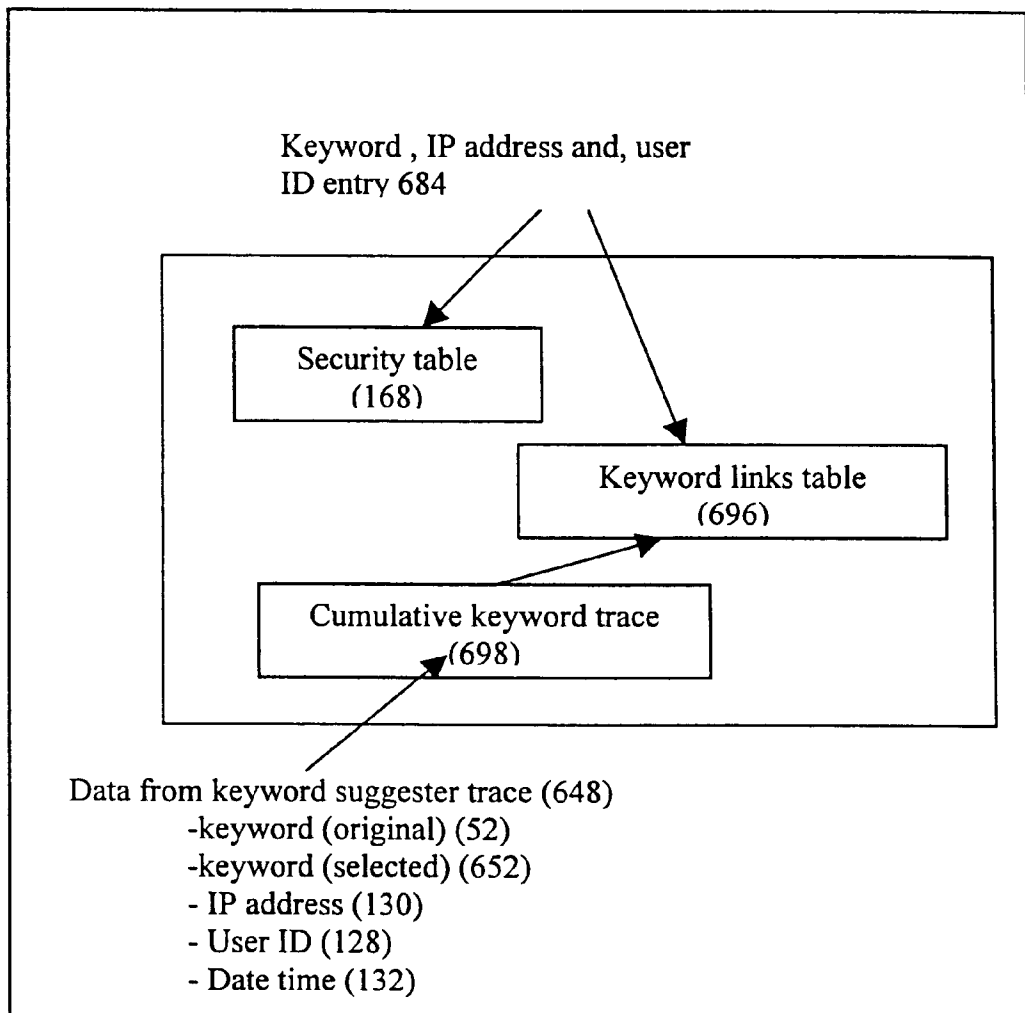 Keyword , IP address and, user
ID entry 684
Security table
(168)
Keyword links table
(696)
Cumulative keyword trace
(698)
Data from keyword suggester trace (648)
-keyword (original) (52)
-keyword (selected) (652)
- IP address (130)
- User ID (128)
- Date time (132)